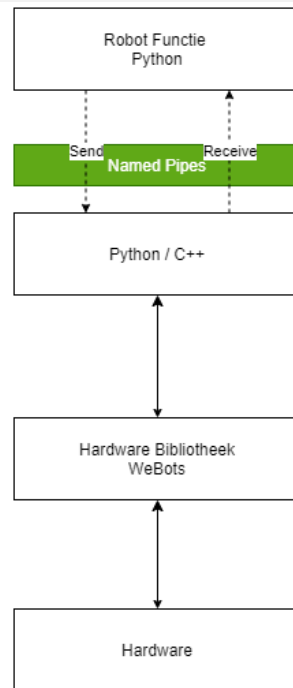 Robot Functie
Python
Send
Receive
Named Pipes
Python / C++
Hardware Bibliotheek
WeBots
Hardware